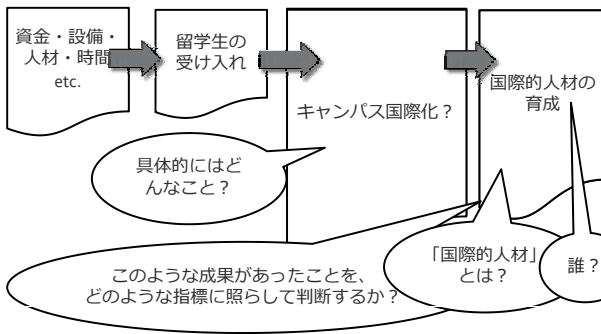 資金・設備・
人材・時間
etc.
留学生の
受け入れ
キャンパス国際化？
国際的人材の
育成
具体的にはど
んなこと？
「国際的人材」
とは？
誰？
このような成果があったことを、
どのような指標に照らして判断するか？